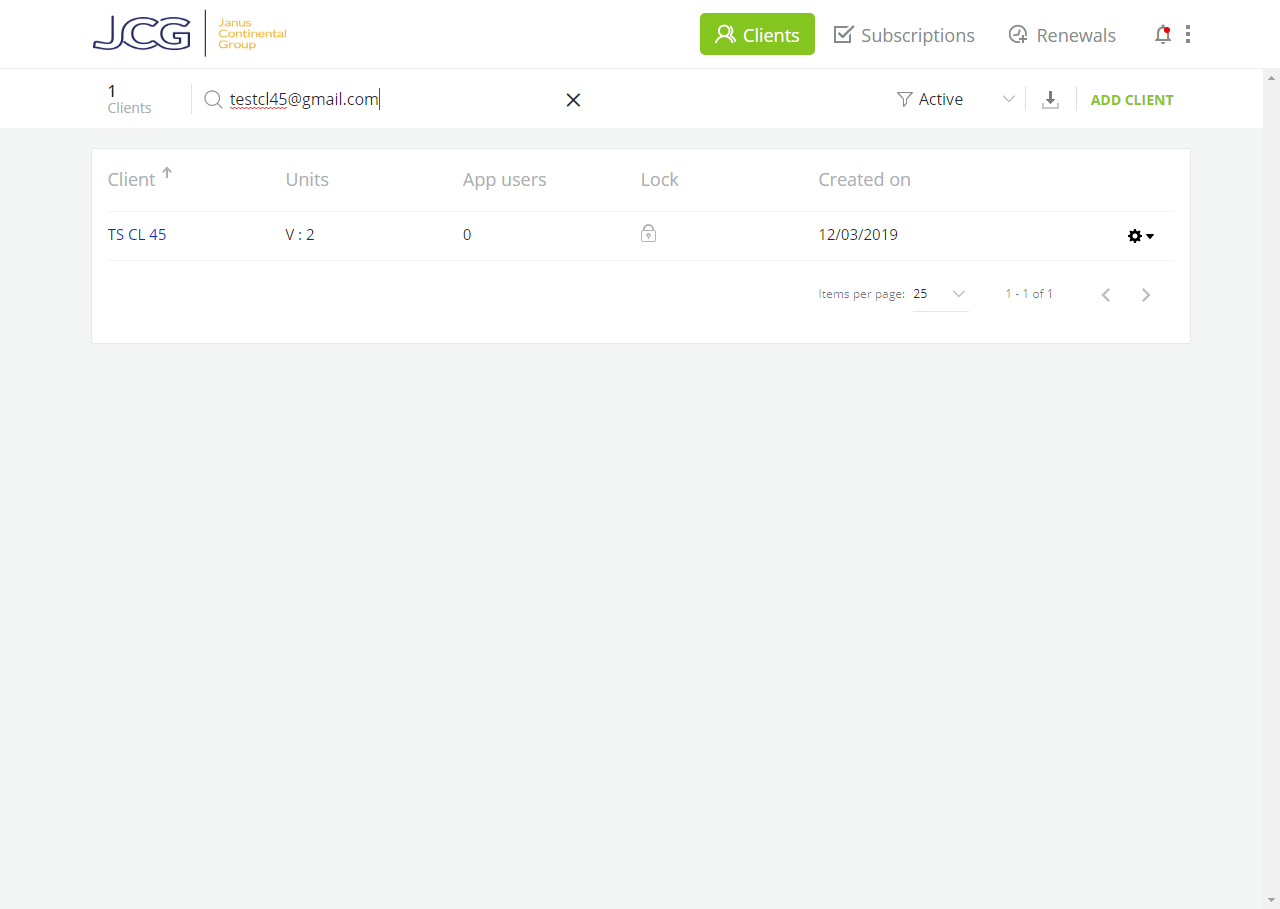 JCG Janus
Continental
Group
Clients
Subscriptions
Renewals
1
Clients
testcl45@gmail.com
Active
ADD CLIENT
Client Units App users Lock Created on
TS CL 45 V : 2 0 12/03/2019
Items per page: 25 1 - 1 of 1